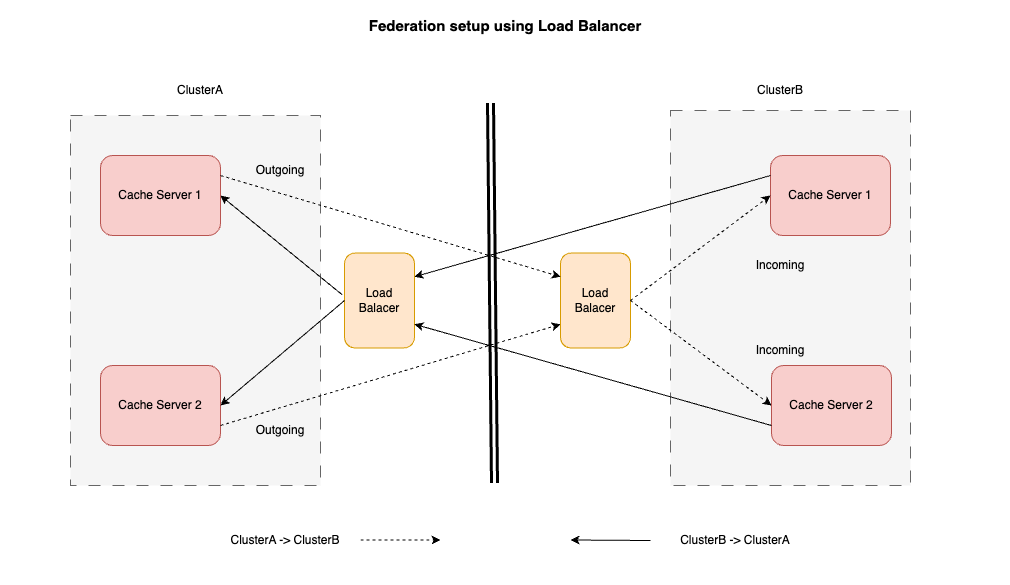 Federation setup using Load Balancer
ClusterA
ClusterB
Cache Server 1
Outgoing
Cache Server 1
Incoming
Load
Balacer
Load
Balacer
Incoming
Cache Server 2
Outgoing
Cache Server 2
ClusterA -> ClusterB
ClusterB -> ClusterA